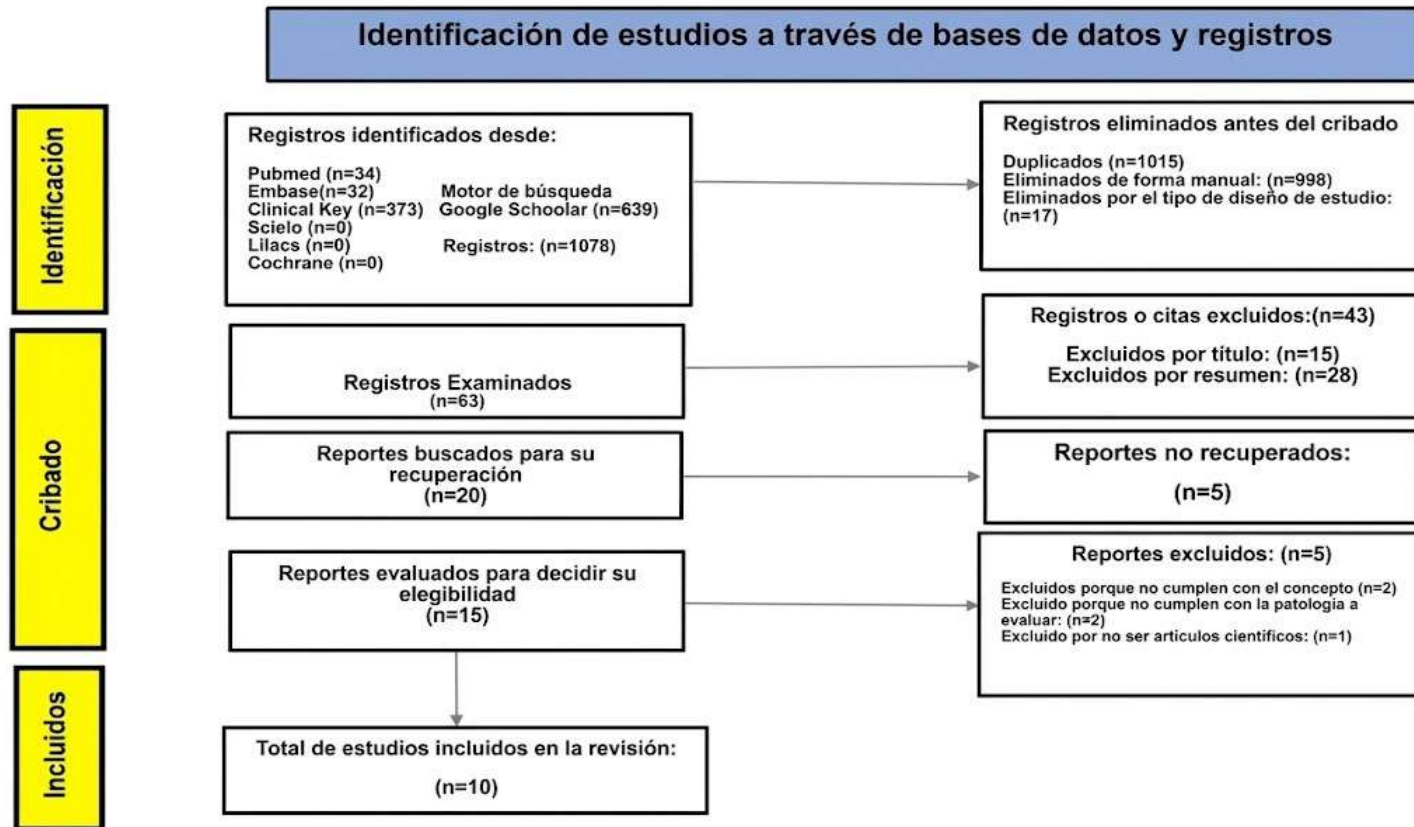 Identificación de estudios a través de bases de datos y registros
Identificación
Registros identificados desde:
Pubmed (n=34)
Embase(n=32)
Motor de búsqueda
Clinical Key (n=373)
Google Schoolar (n=639)
Scielo (n=0)
Lilacs (n=0)
Registros: (n=1078)
Cochrane (n=0)
Registros eliminados antes del cribado
Duplicados (n=1015)
Eliminados de forma manual: (n=998)
Eliminados por el tipo de diseño de estudio:
(n=17)
Cribado
Registros Examinados
(n=63)
Registros o citas excluidos:(n=43)
Excluidos por título: (n=15)
Excluidos por resumen: (n=28)
Reportes buscados para su
recuperación
(n=20)
Reportes no recuperados:
(n=5)
Reportes evaluados para decidir su
elegibilidad
(n=15)
Reportes excluidos: (n=5)
Excluidos porque no cumplen con el concepto (n=2)
Excluido porque no cumplen con la patología a
evaluar: (n=2)
Excluido por no ser artículos científicos: (n=1)
Incluidos
Total de estudios incluidos en la revisión:
(n=10)